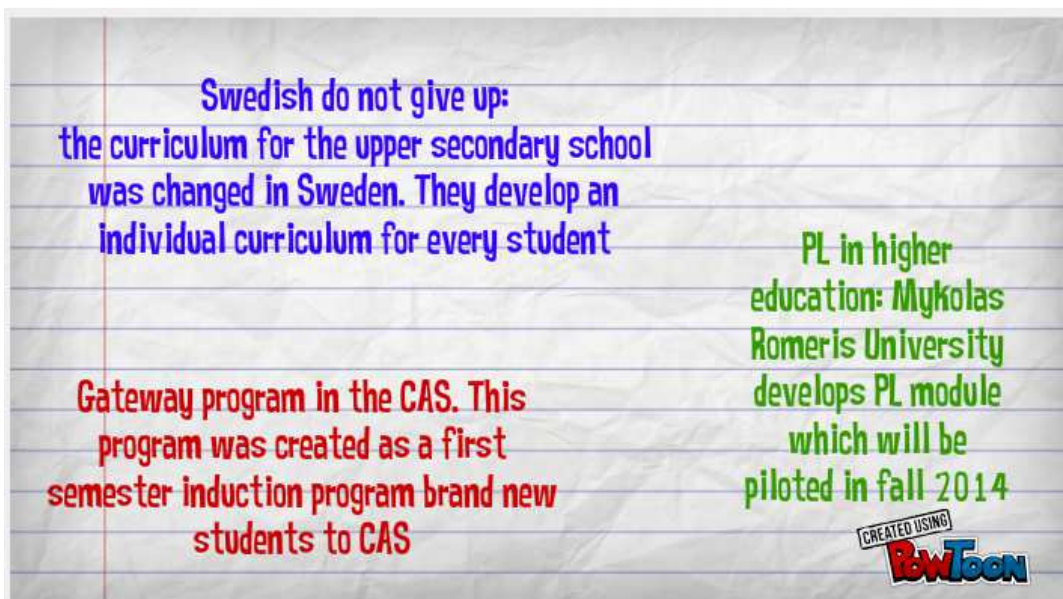 Swedish do not give up:
the curriculum for the upper secondary school
was changed in Sweden. They develop an
individual curriculum for every student
PL in higher
education: Mykolas
Romeris University
develops PL module
which will be
piloted in fall 2014
Gateway program in the CAS. This
program was created as a first
semester induction program brand new
students to CAS
CREATED USING
POWTOON